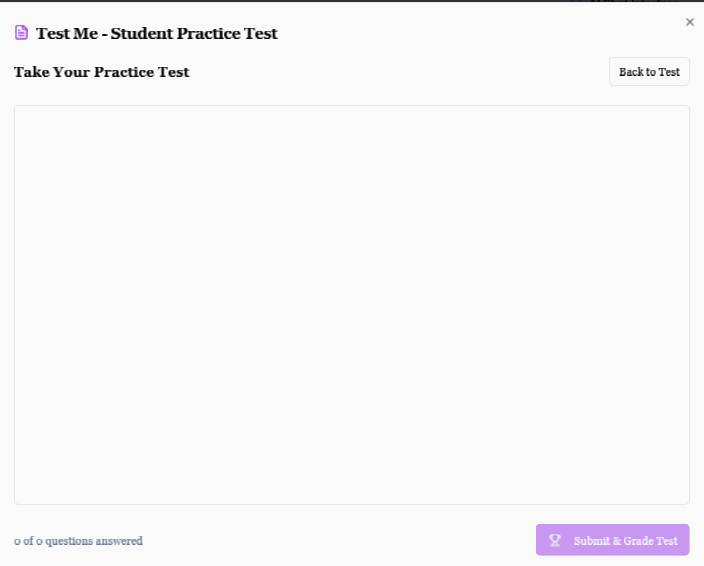 Test Me - Student Practice Test
Take Your Practice Test
Back to Test
0 of 0 questions answered
Submit & Grade Test